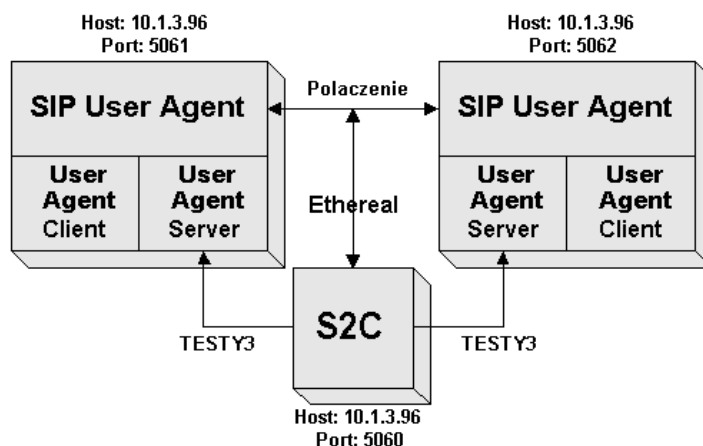 Host: 10.1.3.96
Port: 5061
Host: 10.1.3.96
Port: 5062
SIP User Agent
Polaczenie
SIP User Agent
User
Agent
Client
User
Agent
Server
Ethereal
User
Agent
Server
User
Agent
Client
S2C
TESTY3
TESTY3
Host: 10.1.3.96
Port: 5060